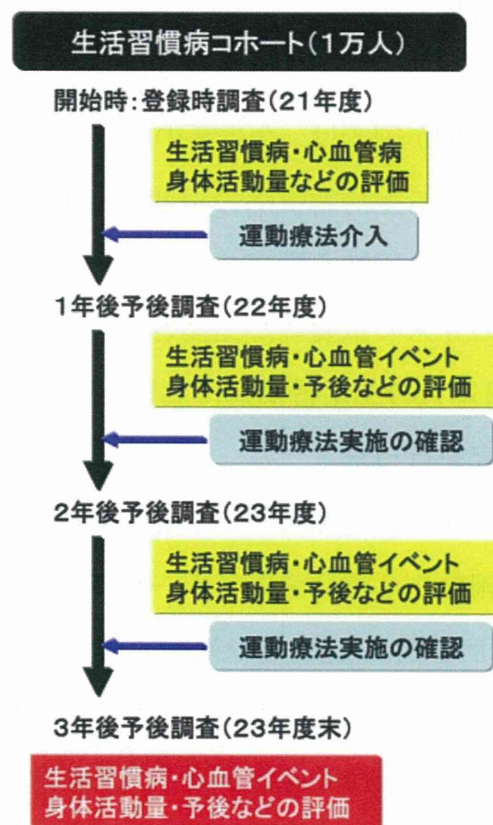 生活習慣病コホート(1万人)
開始時:登録時調査(21年度)
生活習慣病・心血管病
身体活動量などの評価
運動療法介入
1年後予後調査(22年度)
生活習慣病・心血管イベント
身体活動量・予後などの評価
運動療法実施の確認
2年後予後調査(23年度)
生活習慣病・心血管イベント
身体活動量・予後などの評価
運動療法実施の確認
3年後予後調査(23年度末)
生活習慣病・心血管イベント
身体活動量・予後などの評価